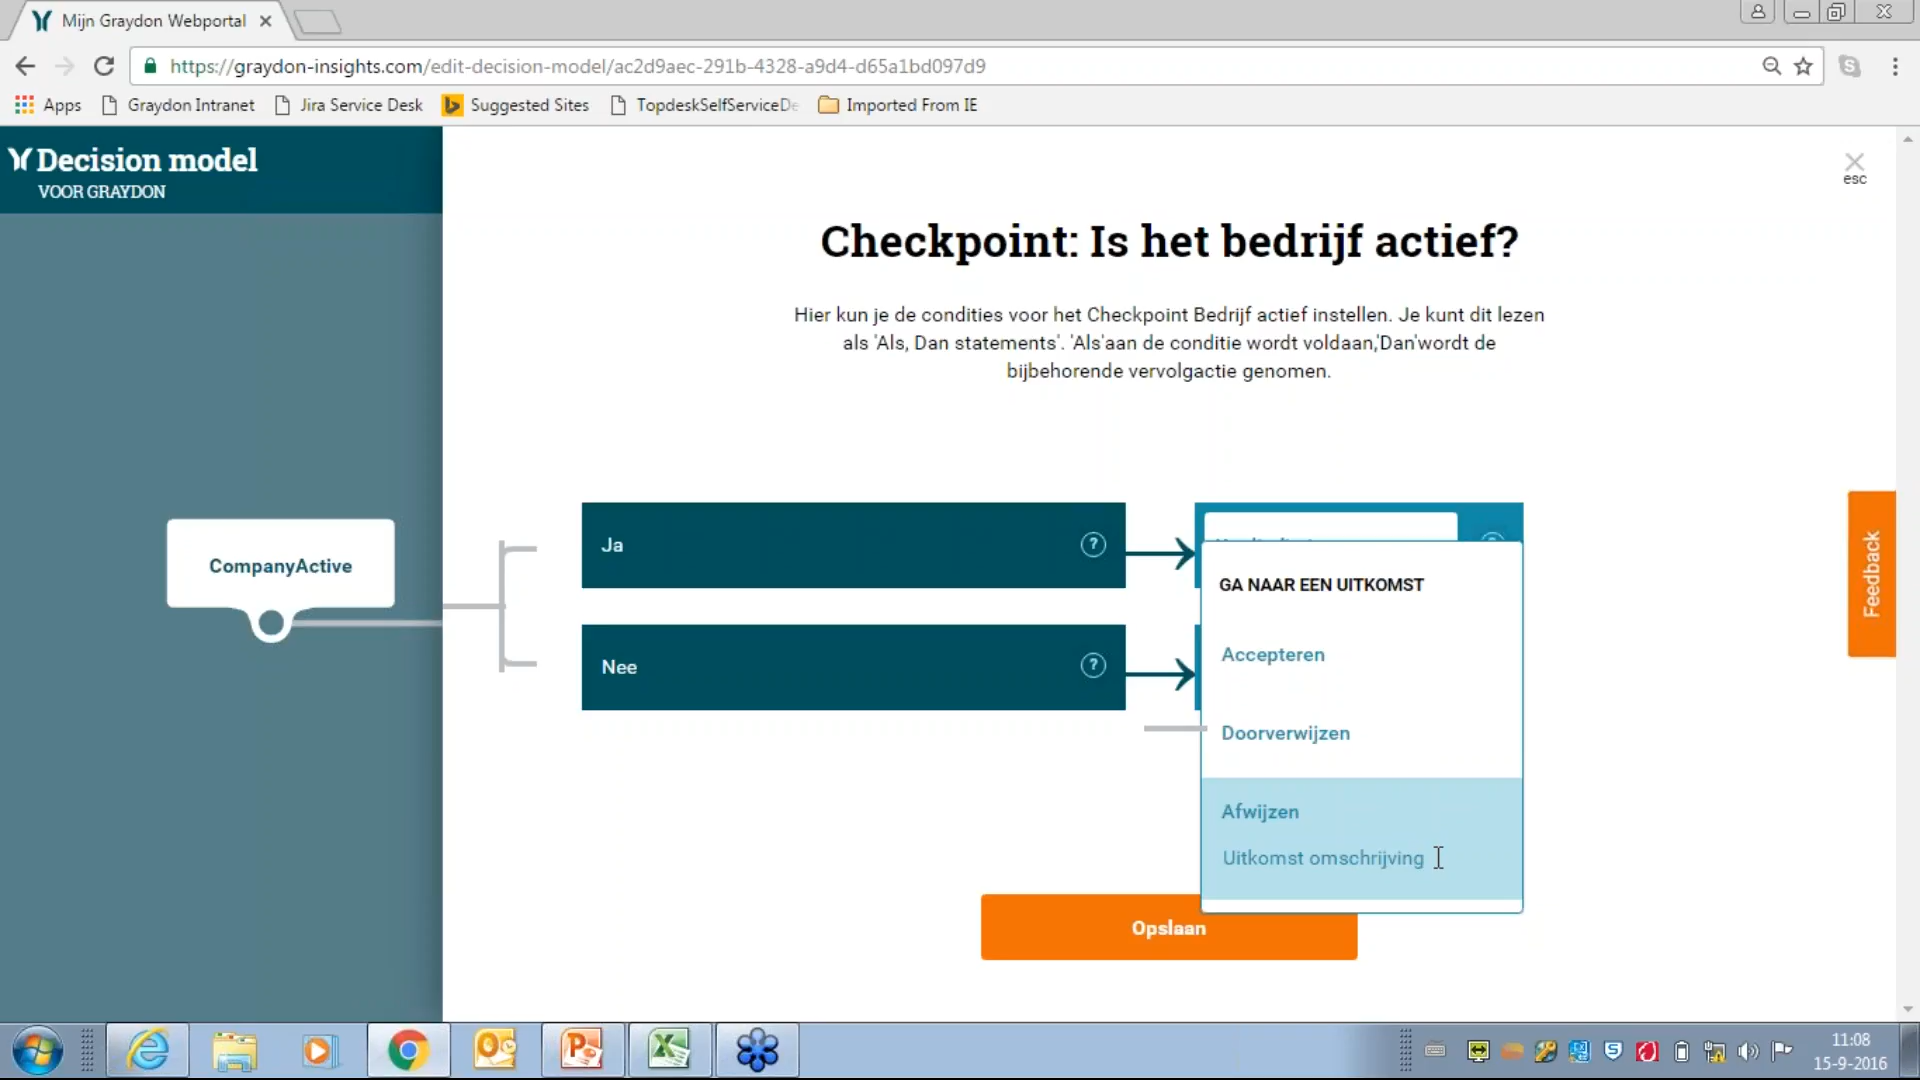 Mijn Graydon Webportal
https://graydon-insights.com/edit-decision-model/ac2d9aec-291b-4328-a9d4-d65a1bd097d9
Apps Graydon Intranet Jira Service Desk Suggested Sites TopdeskSelfServiceDe Imported From IE
Decision model
VOOR GRAYDON
esc
Checkpoint: Is het bedrijf actief?
Hier kun je de condities voor het Checkpoint Bedrijf actief instellen. Je kunt dit lezen
als 'Als, Dan statements'. 'Als'aan de conditie wordt voldaan,'Dan'wordt de
bijbehorende vervolgactie genomen.
CompanyActive
Ja ?
Nee ?
GA NAAR EEN UITKOMST
Accepteren
Doorverwijzen
Afwijzen
Uitkomst omschrijving
Opslaan
Feedback
11:08
15-9-2016